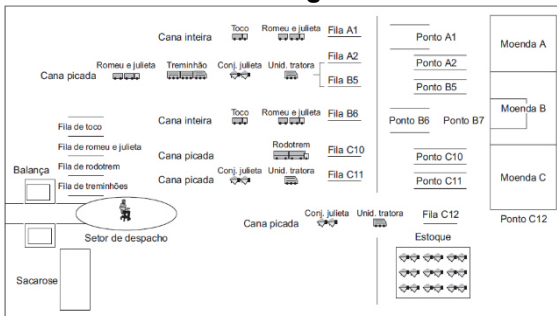 Cana inteira Toco Romeu e julieta Fila A1 Ponto A1 Moenda A
Cana picada Romeu e julieta Treminhão Conj. julieta Unid. tratora Fila A2 Ponto A2
Fila B5 Ponto B5
Cana inteira Toco Romeu e julieta Fila B6 Ponto B6 Ponto B7 Moenda B
Fila de toco
Fila de romeu e julieta
Cana picada Rodotrem Fila C10 Ponto C10 Moenda C
Balança Fila de rodotrem
Cana picada Conj. julieta Unid. tratora Fila C11 Ponto C11
Fila de treminhões
Cana picada Conj. julieta Unid. tratora Fila C12 Ponto C12
Setor de despacho Estoque
Sacarose